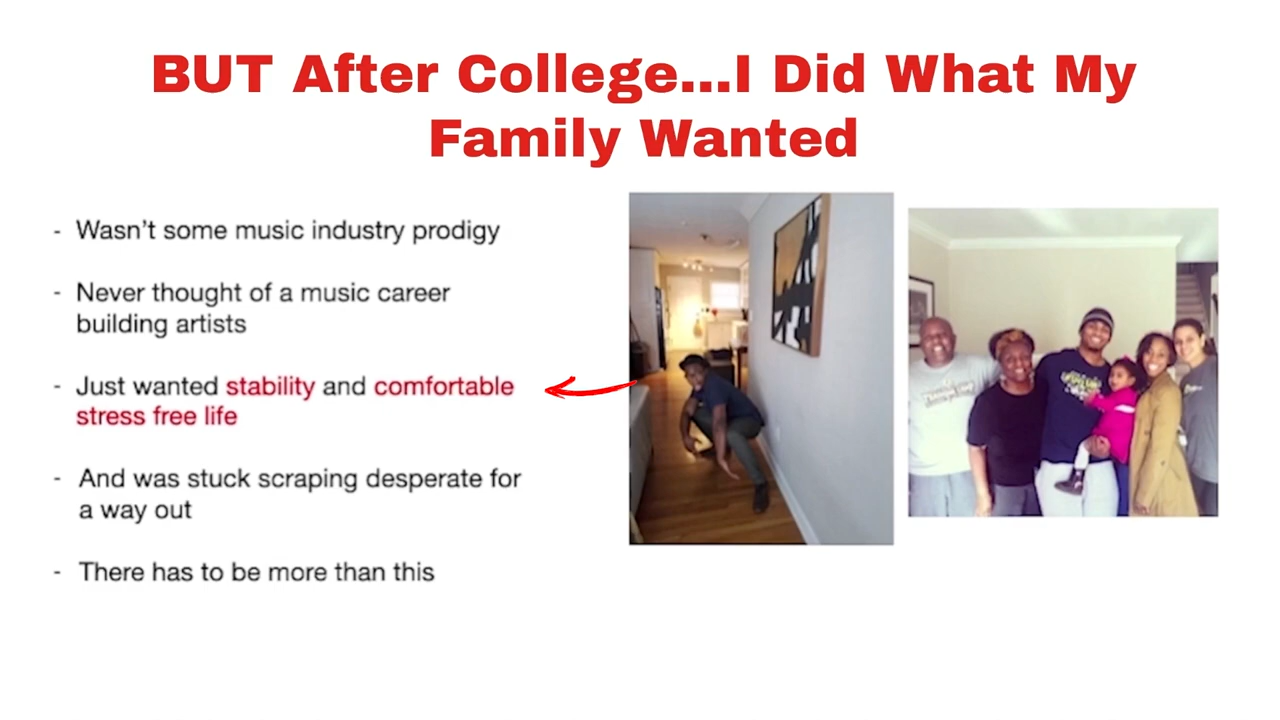 BUT After College...I Did What My
Family Wanted
- Wasn't some music industry prodigy
- Never thought of a music career
building artists
- Just wanted stability and comfortable
stress free life
- And was stuck scraping desperate for
a way out
- There has to be more than this